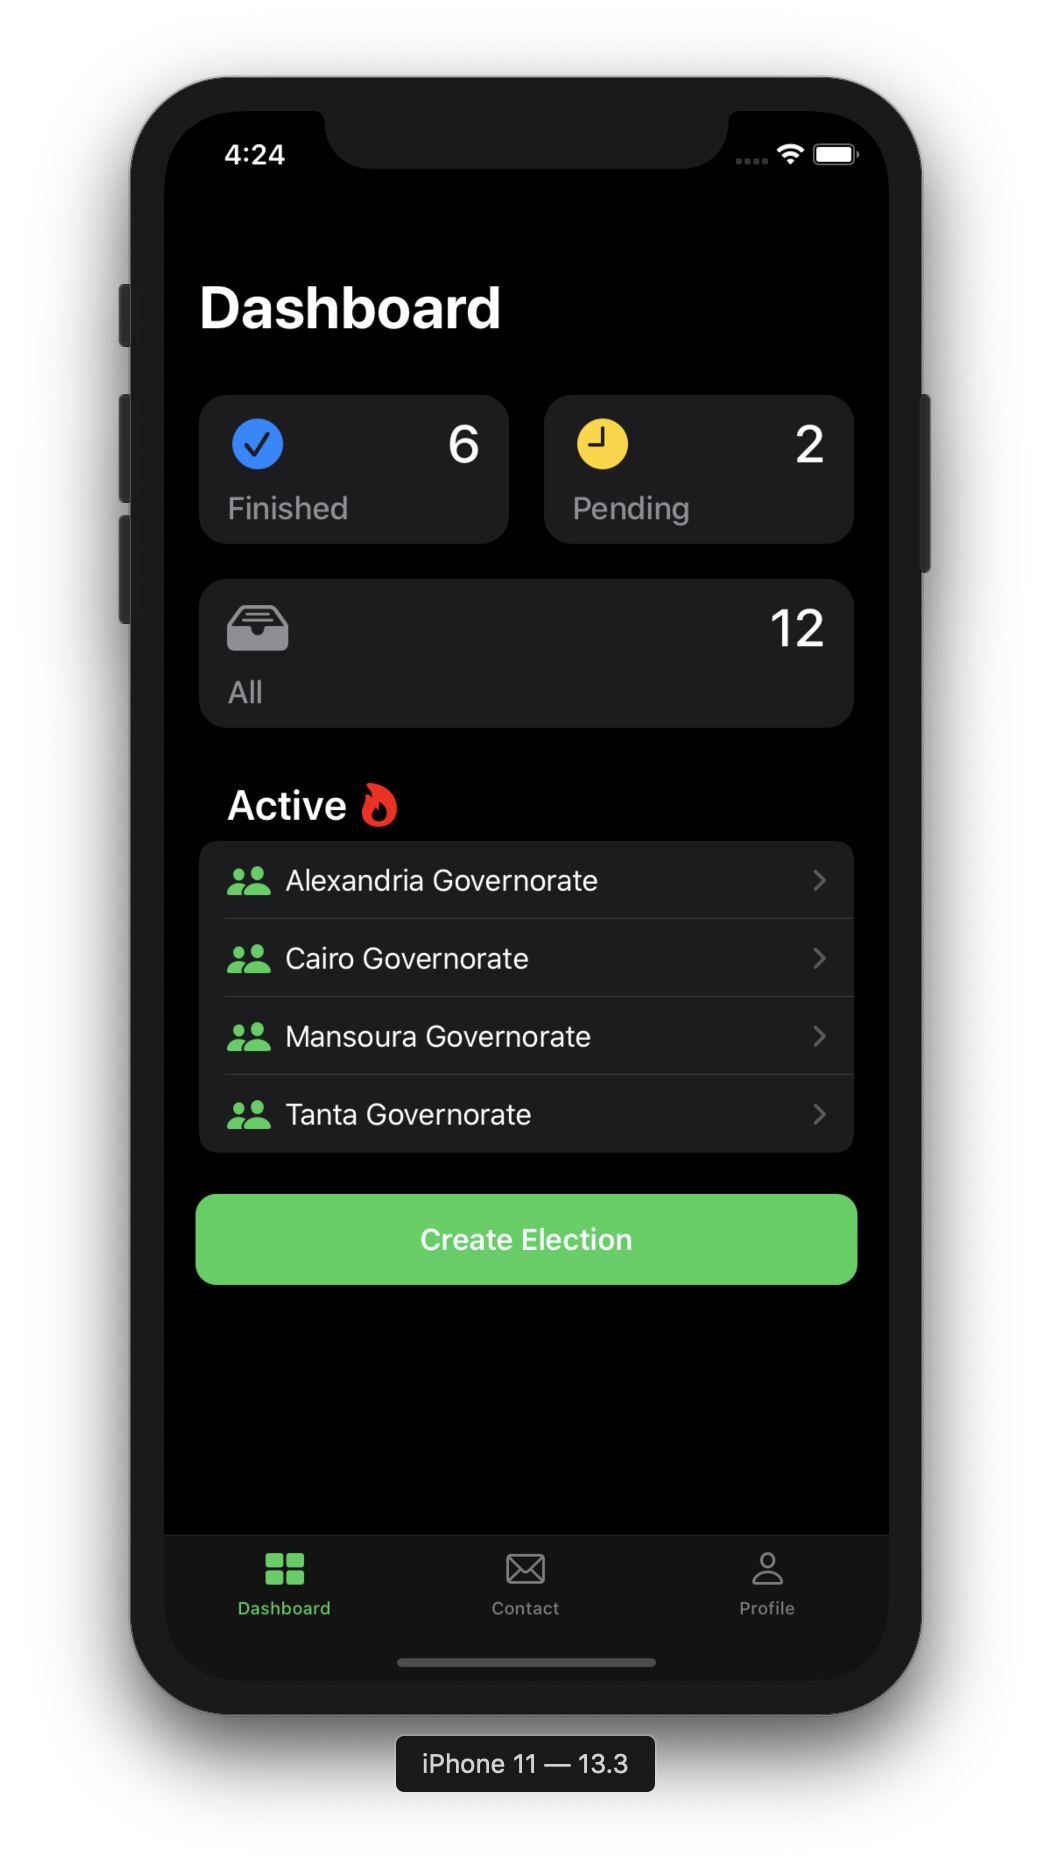 4:24
Dashboard
6
Finished
2
Pending
12
All
Active
Alexandria Governorate
Cairo Governorate
Mansoura Governorate
Tanta Governorate
Create Election
Dashboard
Contact
Profile
iPhone 11 — 13.3